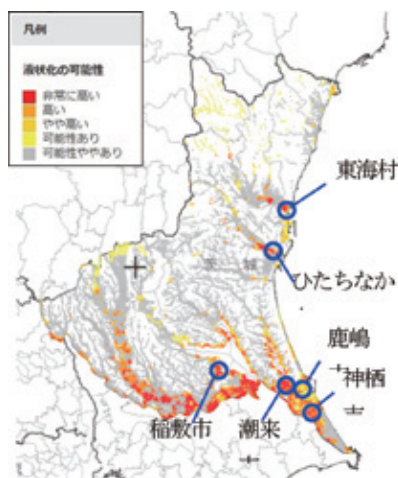 凡例
液状化の可能性
非常に高い
高い
やや高い
可能性あり
可能性ややあり
東海村
茨 城
ひたちなか
鹿嶋
神栖
稲敷市
潮来